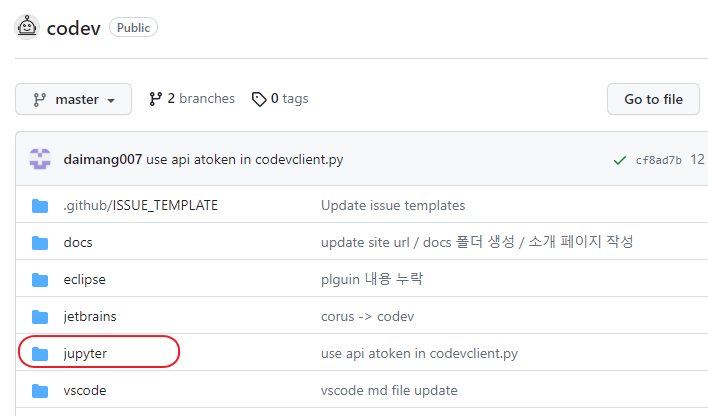 codev Public
master 2 branches 0 tags Go to file
daimang007 use api atoken in codevclient.py cf8ad7b 12
.github/ISSUE_TEMPLATE Update issue templates
docs update site url / docs 폴더 생성 / 소개 페이지 작성
eclipse plguin 내용 누락
jetbrains corus -> codev
jupyter use api atoken in codevclient.py
vscode vscode md file update